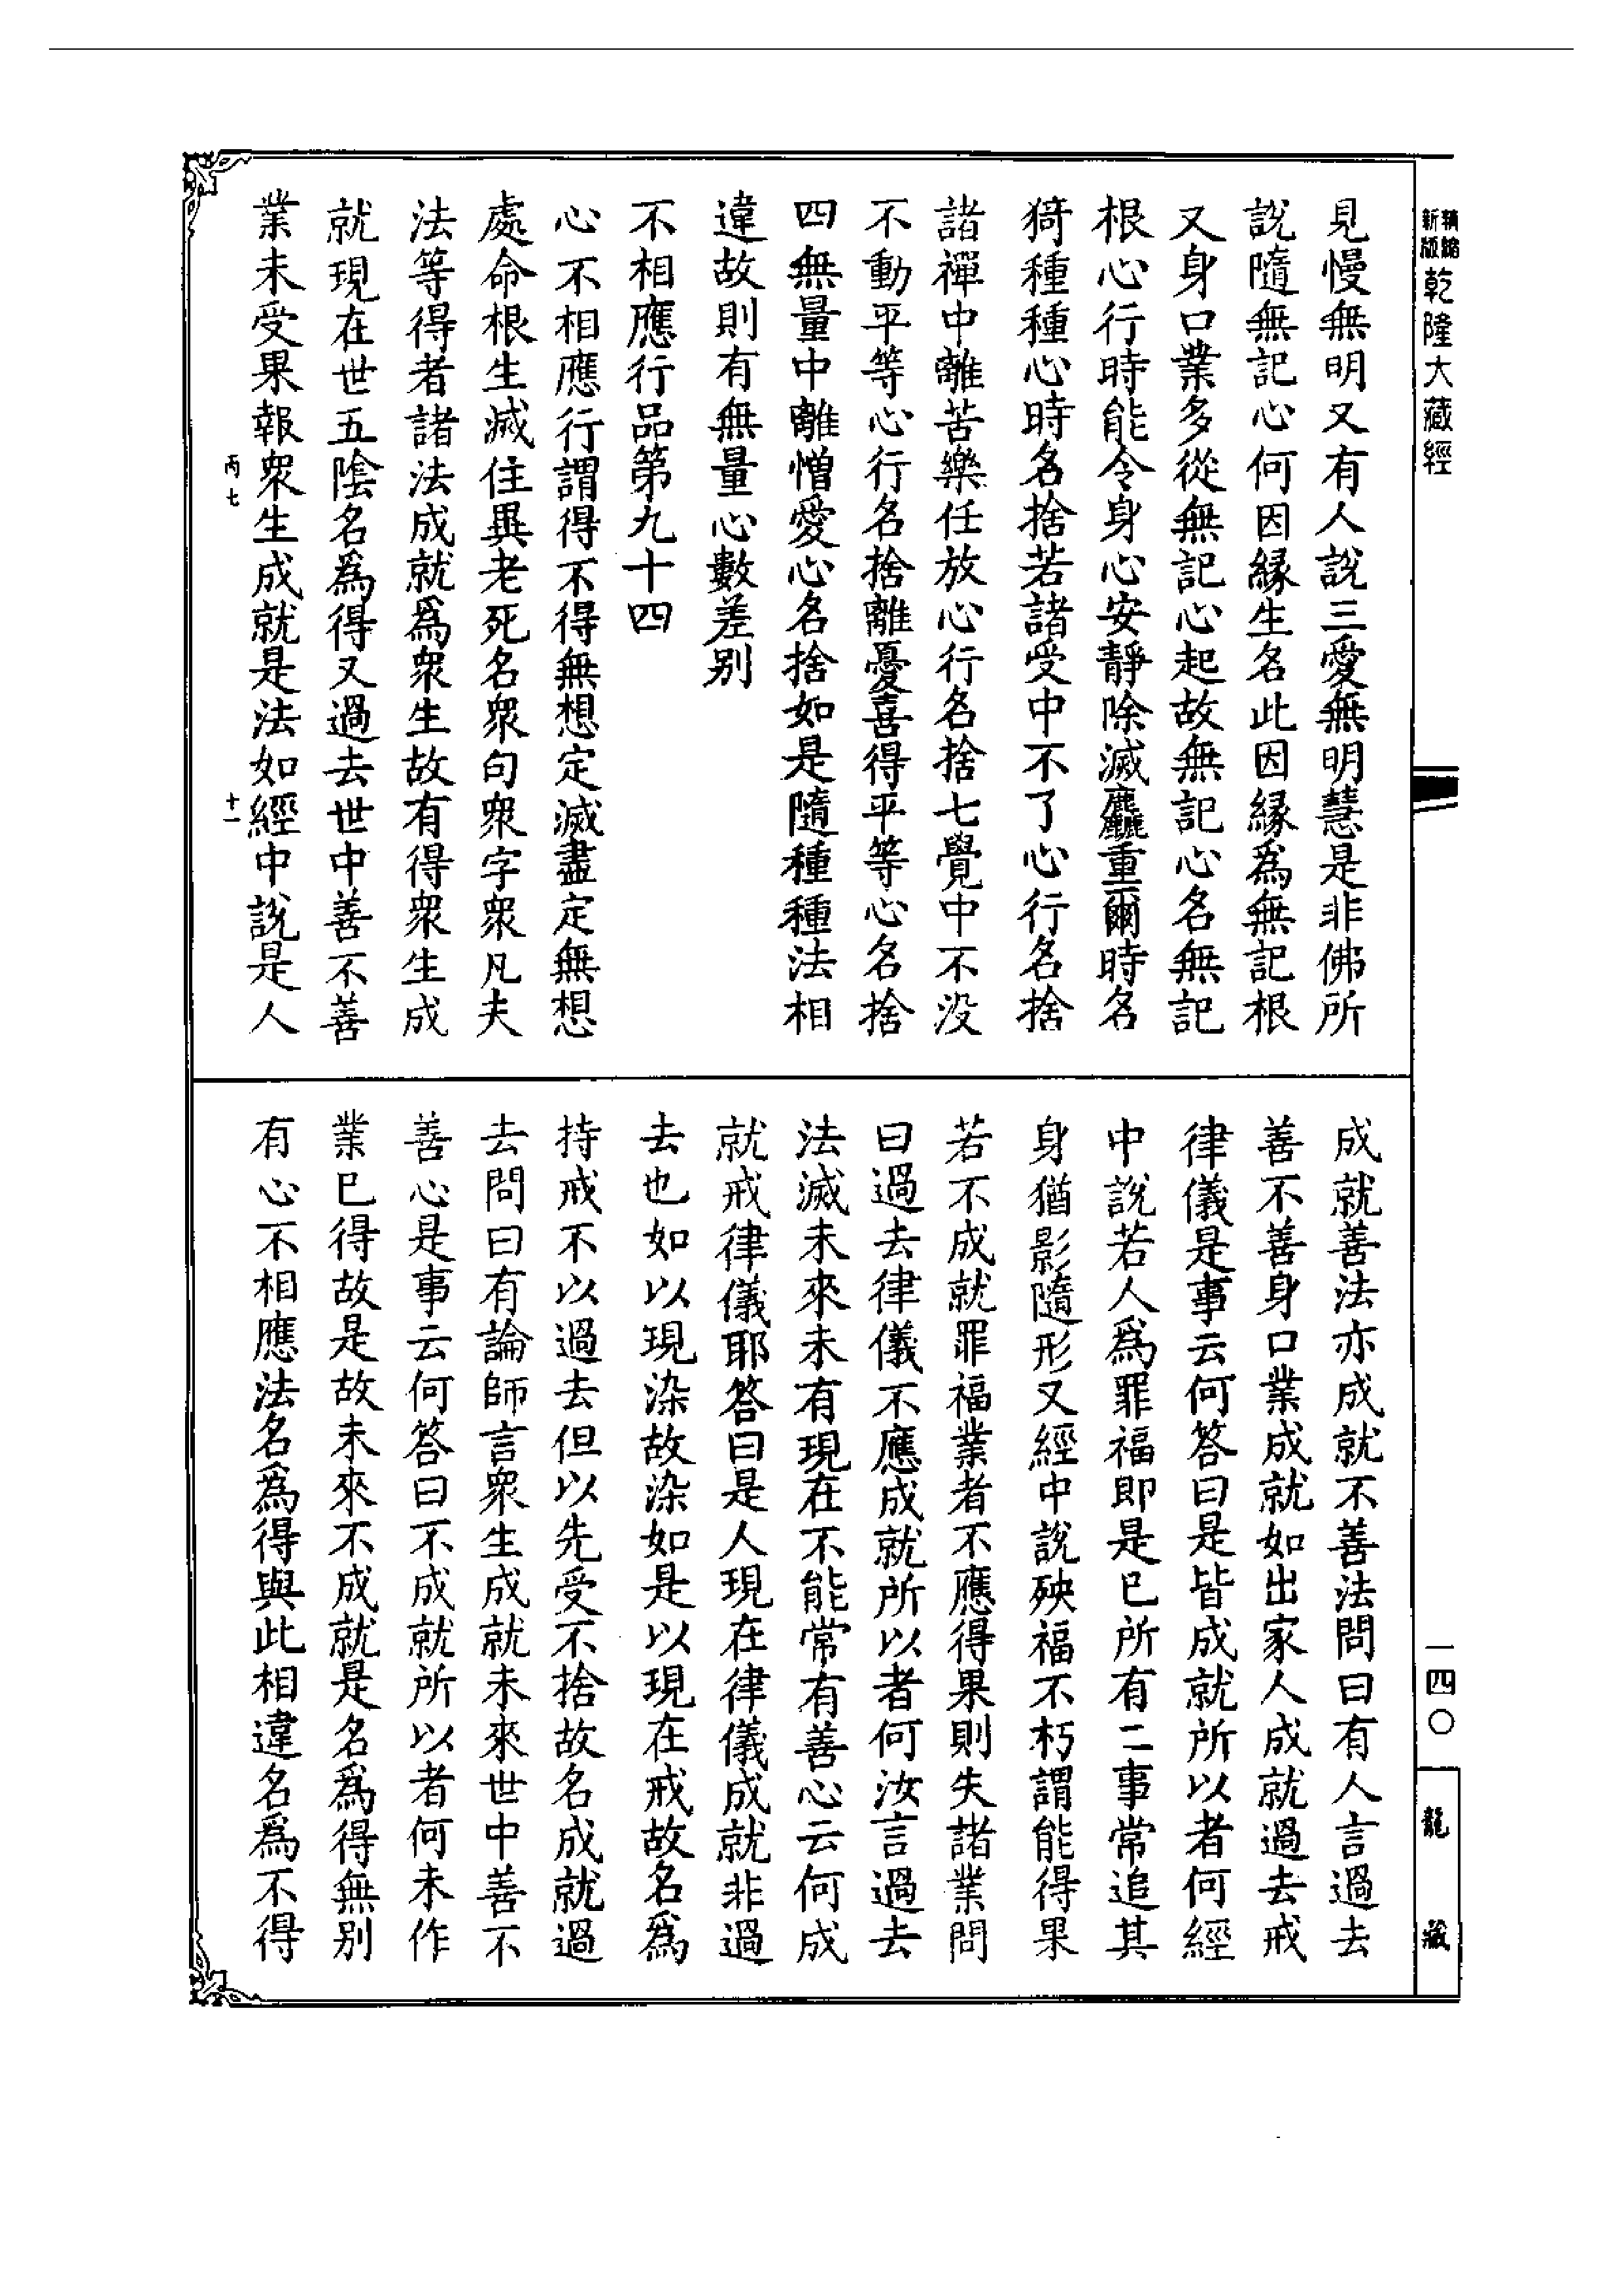 新版精縮乾隆大藏經
見慢無明又有人說三愛無明慧是非佛所
說隨無記心何因緣生名此因緣爲無記根
又身口業多從無記心起故無記心名無記
根心行時能令身心安靜除滅麤重爾時名
猗種種心時名捨若諸受中不了心行名捨
諸禪中離苦樂任放心行名捨七覺中不没
不動平等心行名捨離憂喜得平等心名捨
四無量中離憎愛心名捨如是隨種種法相
違故則有無量心數差别
不相應行品第九十四
心不相應行謂得不得無想定滅盡定無想
處命根生滅住異老死名衆句衆字衆凡夫
法等得者諸法成就爲衆生故有得衆生成
就現在世五陰名爲得又過去世中善不善
業未受果報衆生成就是法如經中說是人
丙七 十一
成就善法亦成就不善法問曰有人言過去
善不善身口業成就如出家人成就過去戒
律儀是事云何答曰是皆成就所以者何經
中說若人爲罪福即是已所有二事常追其
身猶影隨形又經中說殃福不朽謂能得果
若不成就罪福業者不應得果則失諸業問
曰過去律儀不應成就所以者何汝言過去
法滅未來未有現在不能常有善心云何成
就戒律儀耶答曰是人現在律儀成就非過
去也如以現染故染如是以現在戒故名爲
持戒不以過去但以先受不捨故名成就過
去問曰有論師言衆生成就未來世中善不
善心是事云何答曰不成就所以者何未作
業已得故是故未來不成就是名爲得無别
有心不相應法名爲得與此相違名爲不得
一四〇
龍藏